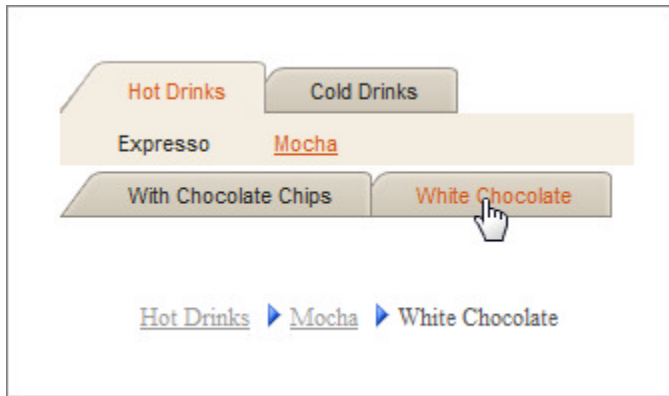 Hot Drinks Cold Drinks
Expresso Mocha
With Chocolate Chips White Chocolate
Hot Drinks Mocha White Chocolate